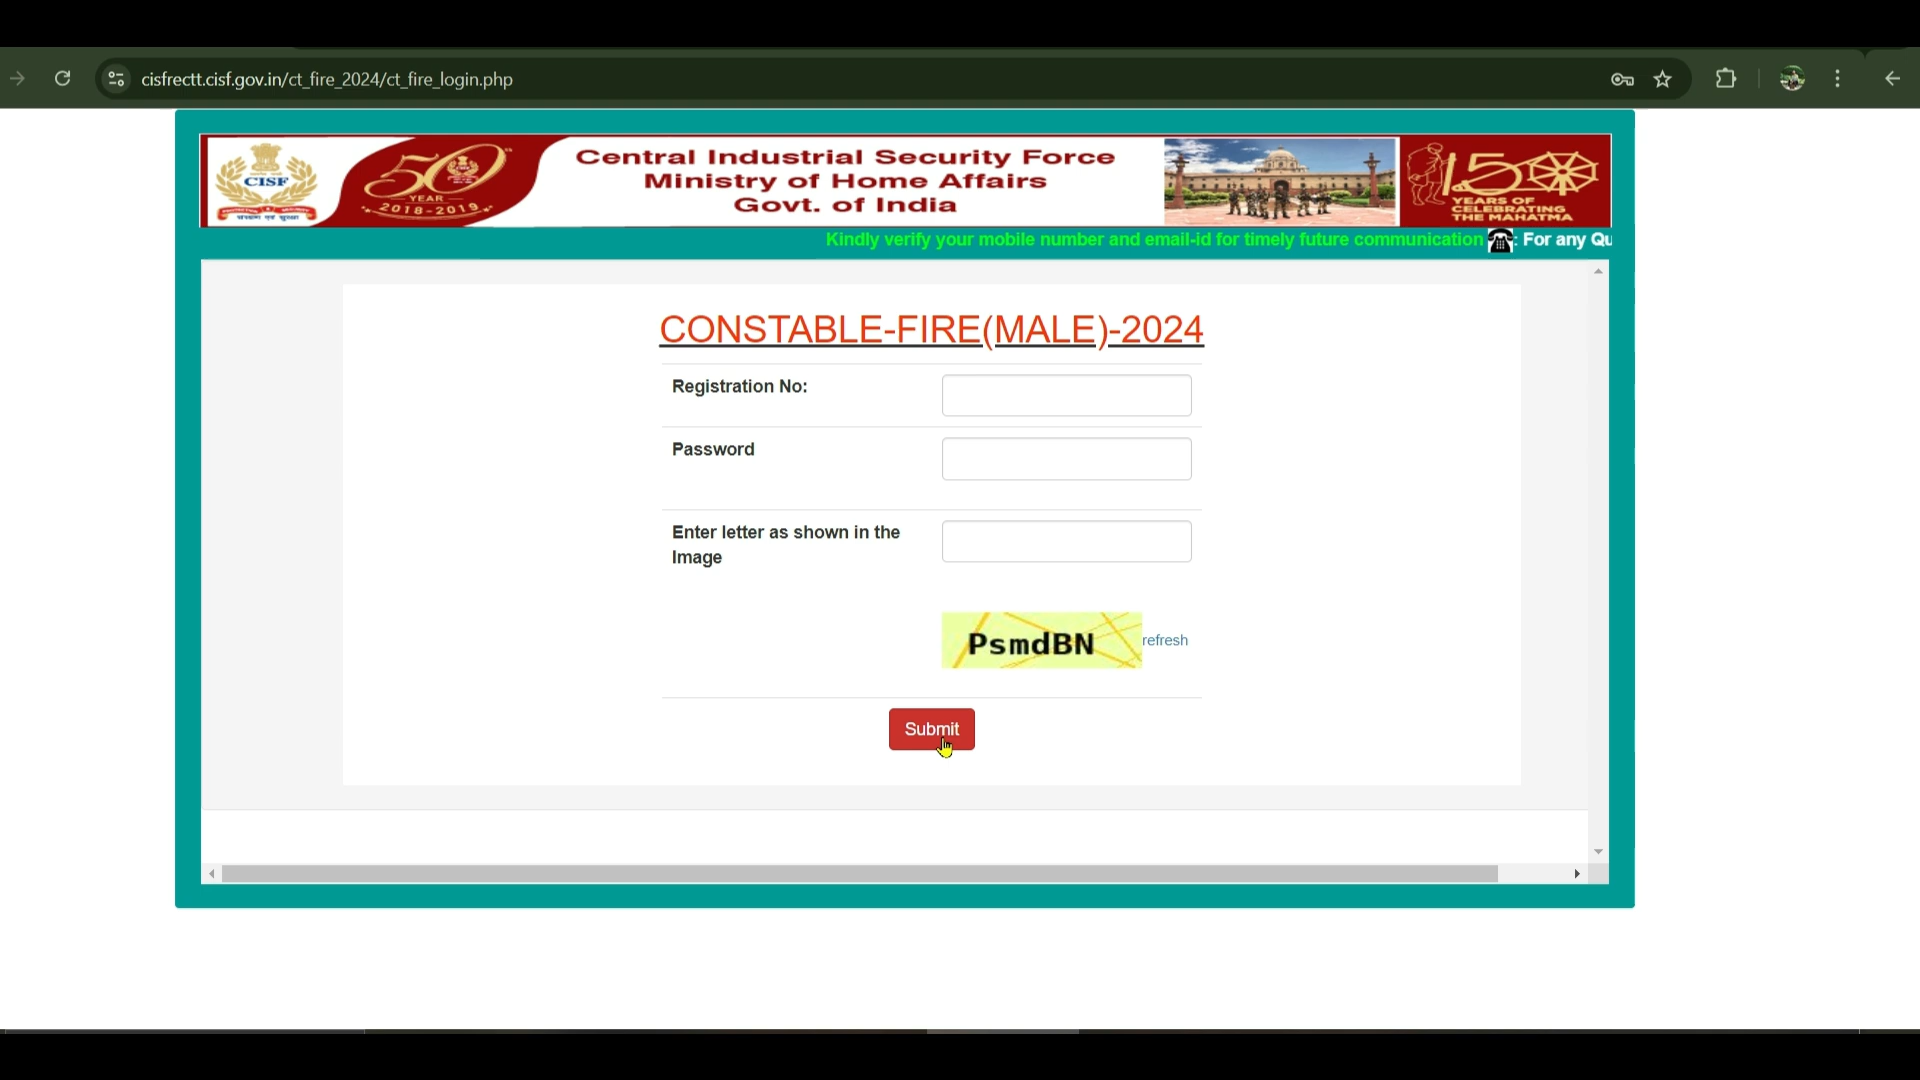 cisfrectt.cisf.gov.in/ct_fire_2024/ct_fire_login.php
CISF
50
YEAR
2018-2019
Central Industrial Security Force
Ministry of Home Affairs
Govt. of India
150
YEARS OF
CELEBRATING
THE MAHATMA
Kindly verify your mobile number and email-id for timely future communication : For any Qu
CONSTABLE-FIRE(MALE)-2024
Registration No:
Password
Enter letter as shown in the
Image
PsmdBN refresh
Submit